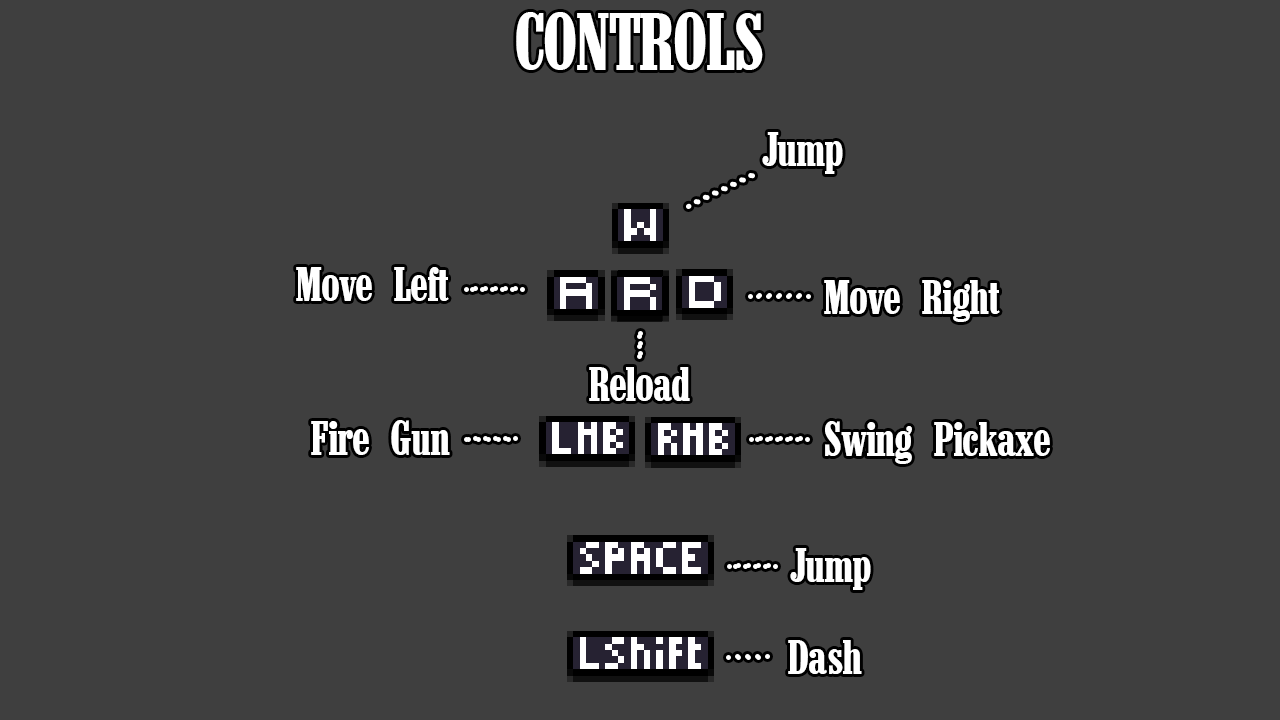 CONTROLS
Jump
W
Move Left A R D Move Right
Reload
Fire Gun LMB RMB Swing Pickaxe
SPACE Jump
LShift Dash